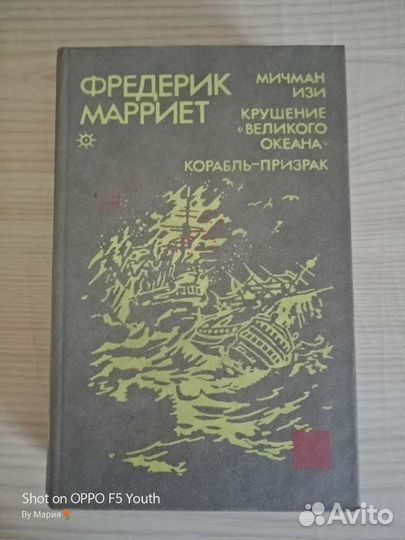 ФРЕДЕРИК
МАРРИЕТ
МИЧМАН
ИЗИ
КРУШЕНИЕ
«ВЕЛИКОГО
ОКЕАНА»
КОРАБЛЬ-ПРИЗРАК
Shot on OPPO F5 Youth
By Мария
Avito